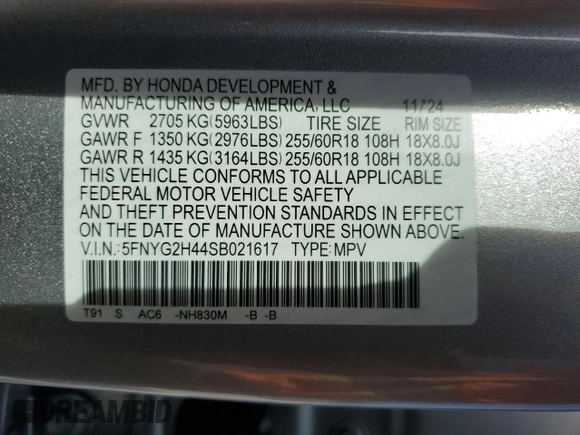 MFD. BY HONDA DEVELOPMENT &
MANUFACTURING OF AMERICA, LLC 11/'24
GVWR 2705 KG(5963LBS) TIRE SIZE RIM SIZE
GAWR F 1350 KG(2976LBS) 255/60R18 108H 18X8.0J
GAWR R 1435 KG(3164LBS) 255/60R18 108H 18X8.0J
THIS VEHICLE CONFORMS TO ALL APPLICABLE
FEDERAL MOTOR VEHICLE SAFETY
AND THEFT PREVENTION STANDARDS IN EFFECT
ON THE DATE OF MANUFACTURE SHOWN ABOVE.
V.I.N.: 5FNYG2H44SB021617 TYPE: MPV
T91 S AC6 -NH830M -B -B
DREAMBID